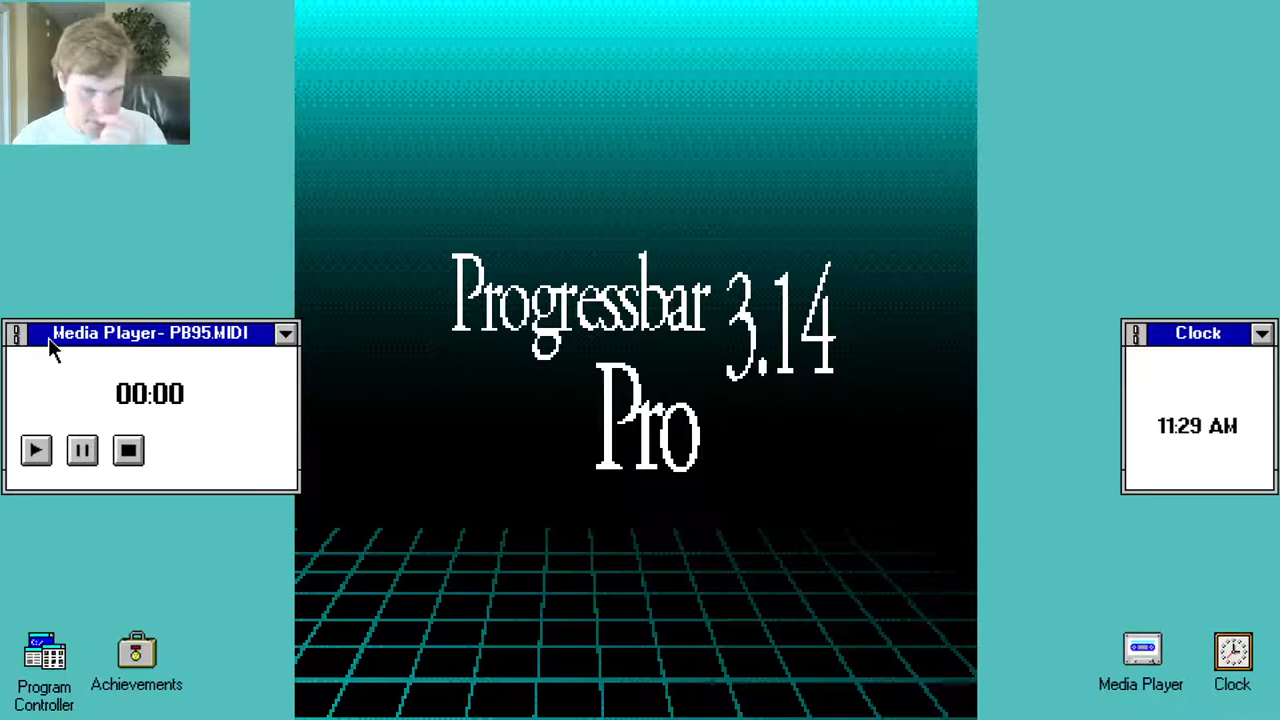 Progressbar 3.14
Pro
Media Player- PB95.MIDI
00:00
Clock
11:29 AM
Program
Controller
Achievements
Media Player
Clock